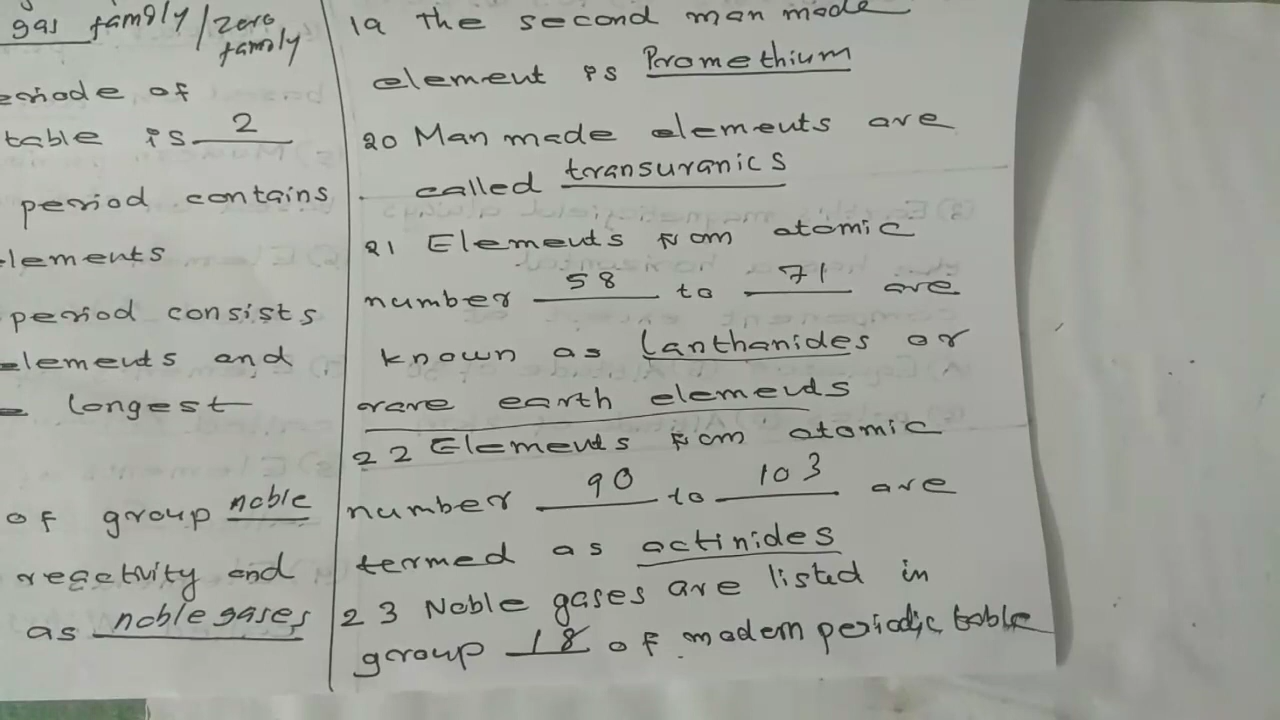 gas family/zero family
eriode of
table is 2
period contains
lements
period consists
elements and
e longest
of group noble
reactivity and
as noble gases
19 The second man made
element is Promethium
20 Man made elements are
called transuranics
21 Elements from atomic
number 58 to 71 are
known as lanthanides or
rare earth elements
22 Elements from atomic
number 90 to 103 are
termed as actinides
23 Noble gases are listed in
group 18 of modern periodic table